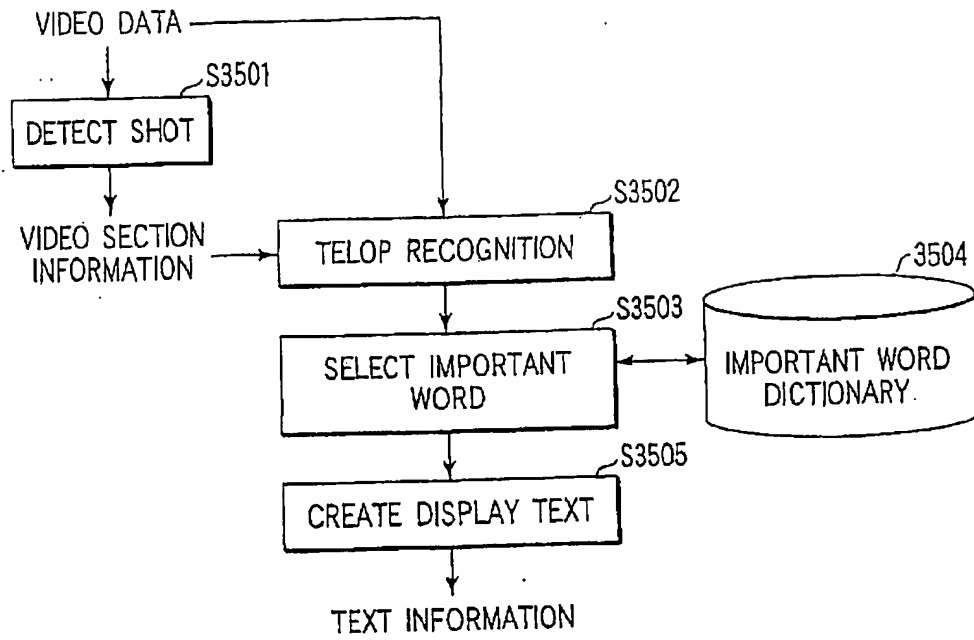 VIDEO DATA
S3501
DETECT SHOT
S3502
VIDEO SECTION
INFORMATION
TELOP RECOGNITION
3504
S3503
SELECT IMPORTANT
WORD
IMPORTANT WORD
DICTIONARY
S3505
CREATE DISPLAY TEXT
TEXT INFORMATION